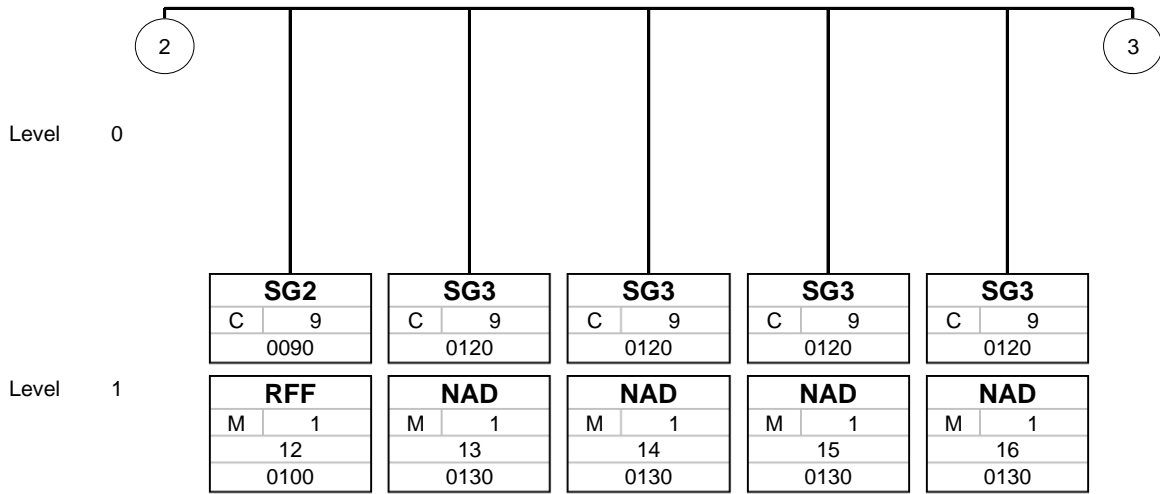 2 3
Level 0
SG2 SG3 SG3 SG3 SG3
C 9 C 9 C 9 C 9 C 9
0090 0120 0120 0120 0120
Level 1
RFF NAD NAD NAD NAD
M 1 M 1 M 1 M 1 M 1
12 13 14 15 16
0100 0130 0130 0130 0130